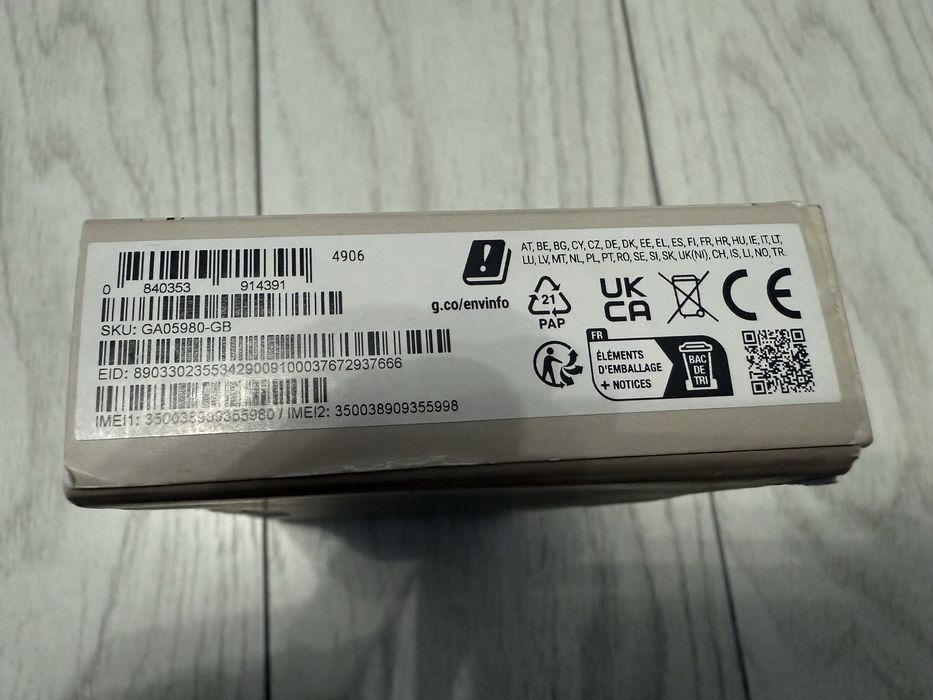 4906
0 840353 914391
SKU: GA05980-GB
EID: 89033023553429009100037672937666
/ IMEI2: 350038909355998
g.co/envinfo
AT, BE, BG, CY, CZ, DE, DK, EE, EL, ES, FI, FR, HR, HU, IE, IT, LT,
LU, LV, MT, NL, PL, PT, RO, SE, SI, SK, UK(NI), CH, IS, LI, NO, TR.
21
PAP
UK
CA
CE
FR
ÉLÉMENTS
D'EMBALLAGE
+ NOTICES
BAC
DE
TRI